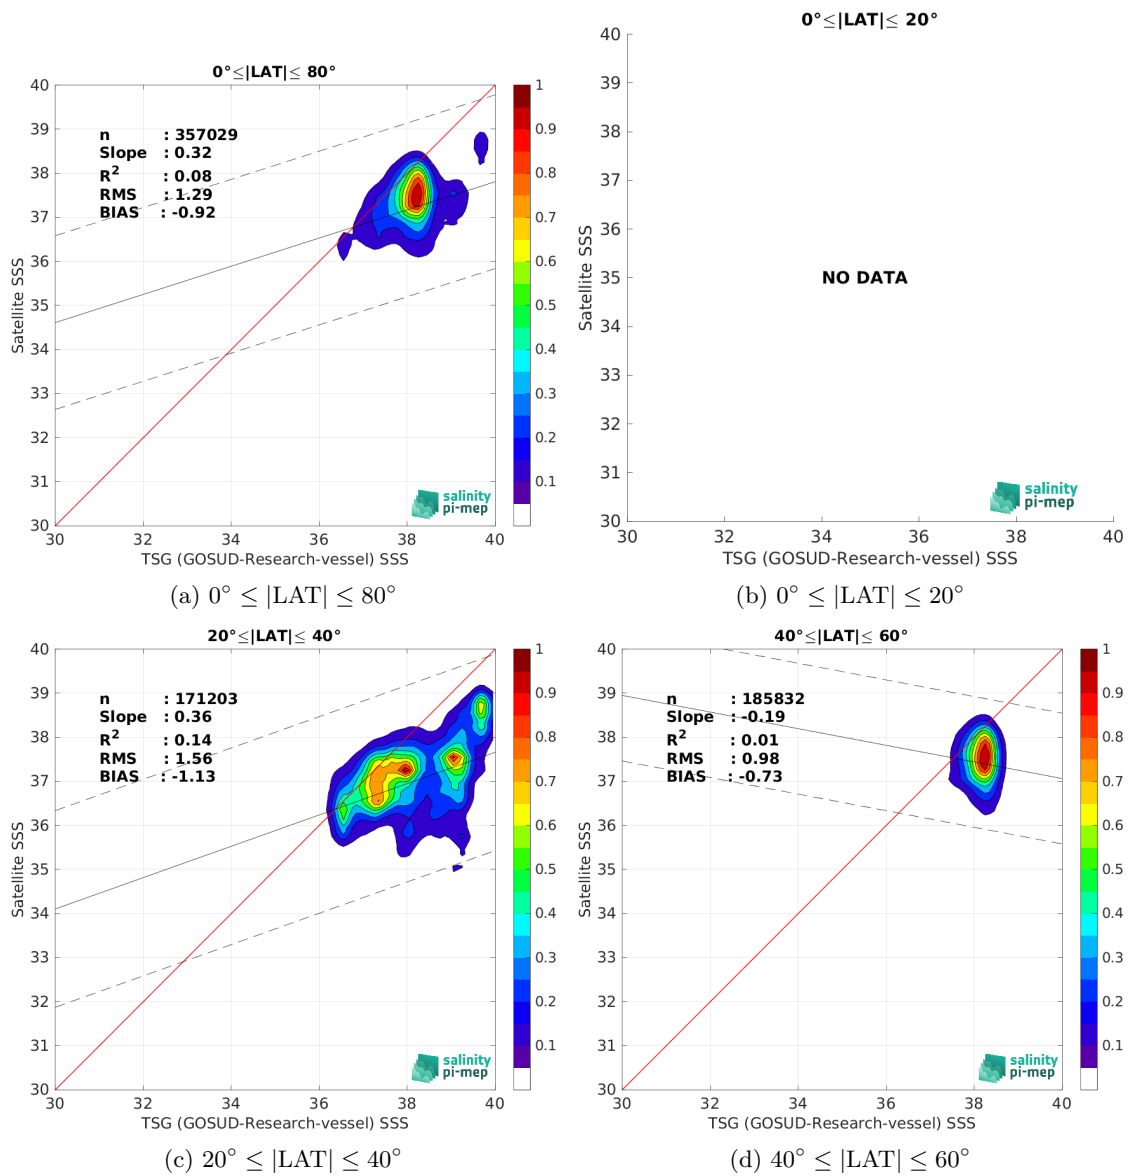 0°≤|LAT|≤ 80°
40
39
38
37
36
35
34
33
32
31
30
Satellite SSS
n : 357029
Slope : 0.32
R2 : 0.08
RMS : 1.29
BIAS : -0.92
salinity
pi-mep
30 32 34 36 38 40
TSG (GOSUD-Research-vessel) SSS
1
0.9
0.8
0.7
0.6
0.5
0.4
0.3
0.2
0.1
(a) 0° ≤ |LAT| ≤ 80°
0°≤|LAT|≤ 20°
40
39
38
37
36
35
34
33
32
31
30
Satellite SSS
NO DATA
salinity
pi-mep
30 32 34 36 38 40
TSG (GOSUD-Research-vessel) SSS
(b) 0° ≤ |LAT| ≤ 20°
20°≤|LAT|≤ 40°
40
39
38
37
36
35
34
33
32
31
30
Satellite SSS
n : 171203
Slope : 0.36
R2 : 0.14
RMS : 1.56
BIAS : -1.13
salinity
pi-mep
30 32 34 36 38 40
TSG (GOSUD-Research-vessel) SSS
1
0.9
0.8
0.7
0.6
0.5
0.4
0.3
0.2
0.1
(c) 20° ≤ |LAT| ≤ 40°
40°≤|LAT|≤ 60°
40
39
38
37
36
35
34
33
32
31
30
Satellite SSS
n : 185832
Slope : -0.19
R2 : 0.01
RMS : 0.98
BIAS : -0.73
salinity
pi-mep
30 32 34 36 38 40
TSG (GOSUD-Research-vessel) SSS
1
0.9
0.8
0.7
0.6
0.5
0.4
0.3
0.2
0.1
(d) 40° ≤ |LAT| ≤ 60°